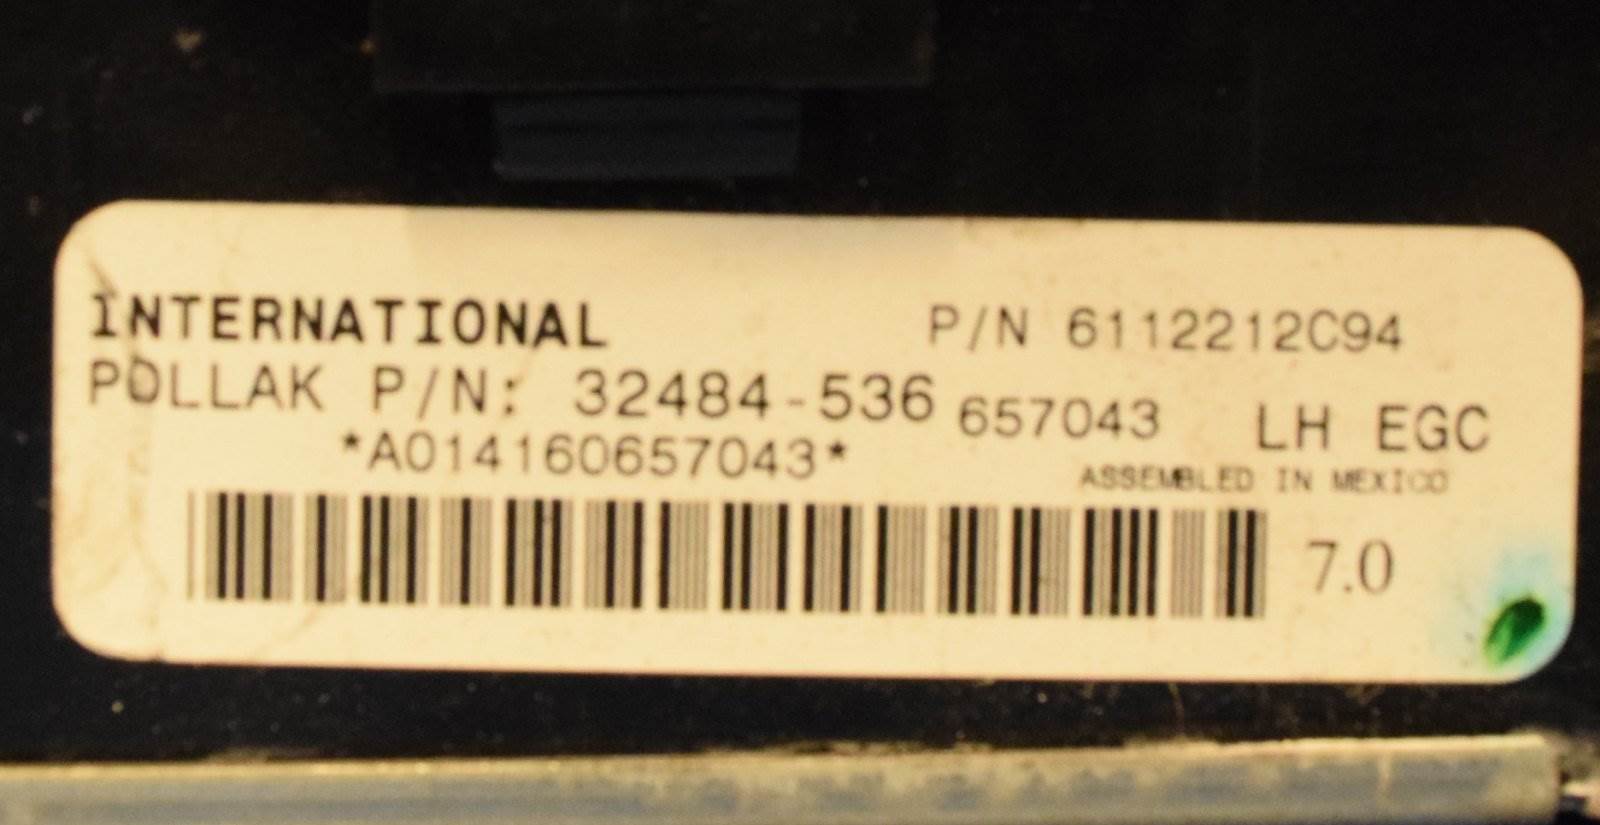 INTERNATIONAL P/N 6112212C94
POLLAK P/N: 32484-536 657043 LH EGC
*A014160657043* ASSEMBLED IN MEXICO
7.0